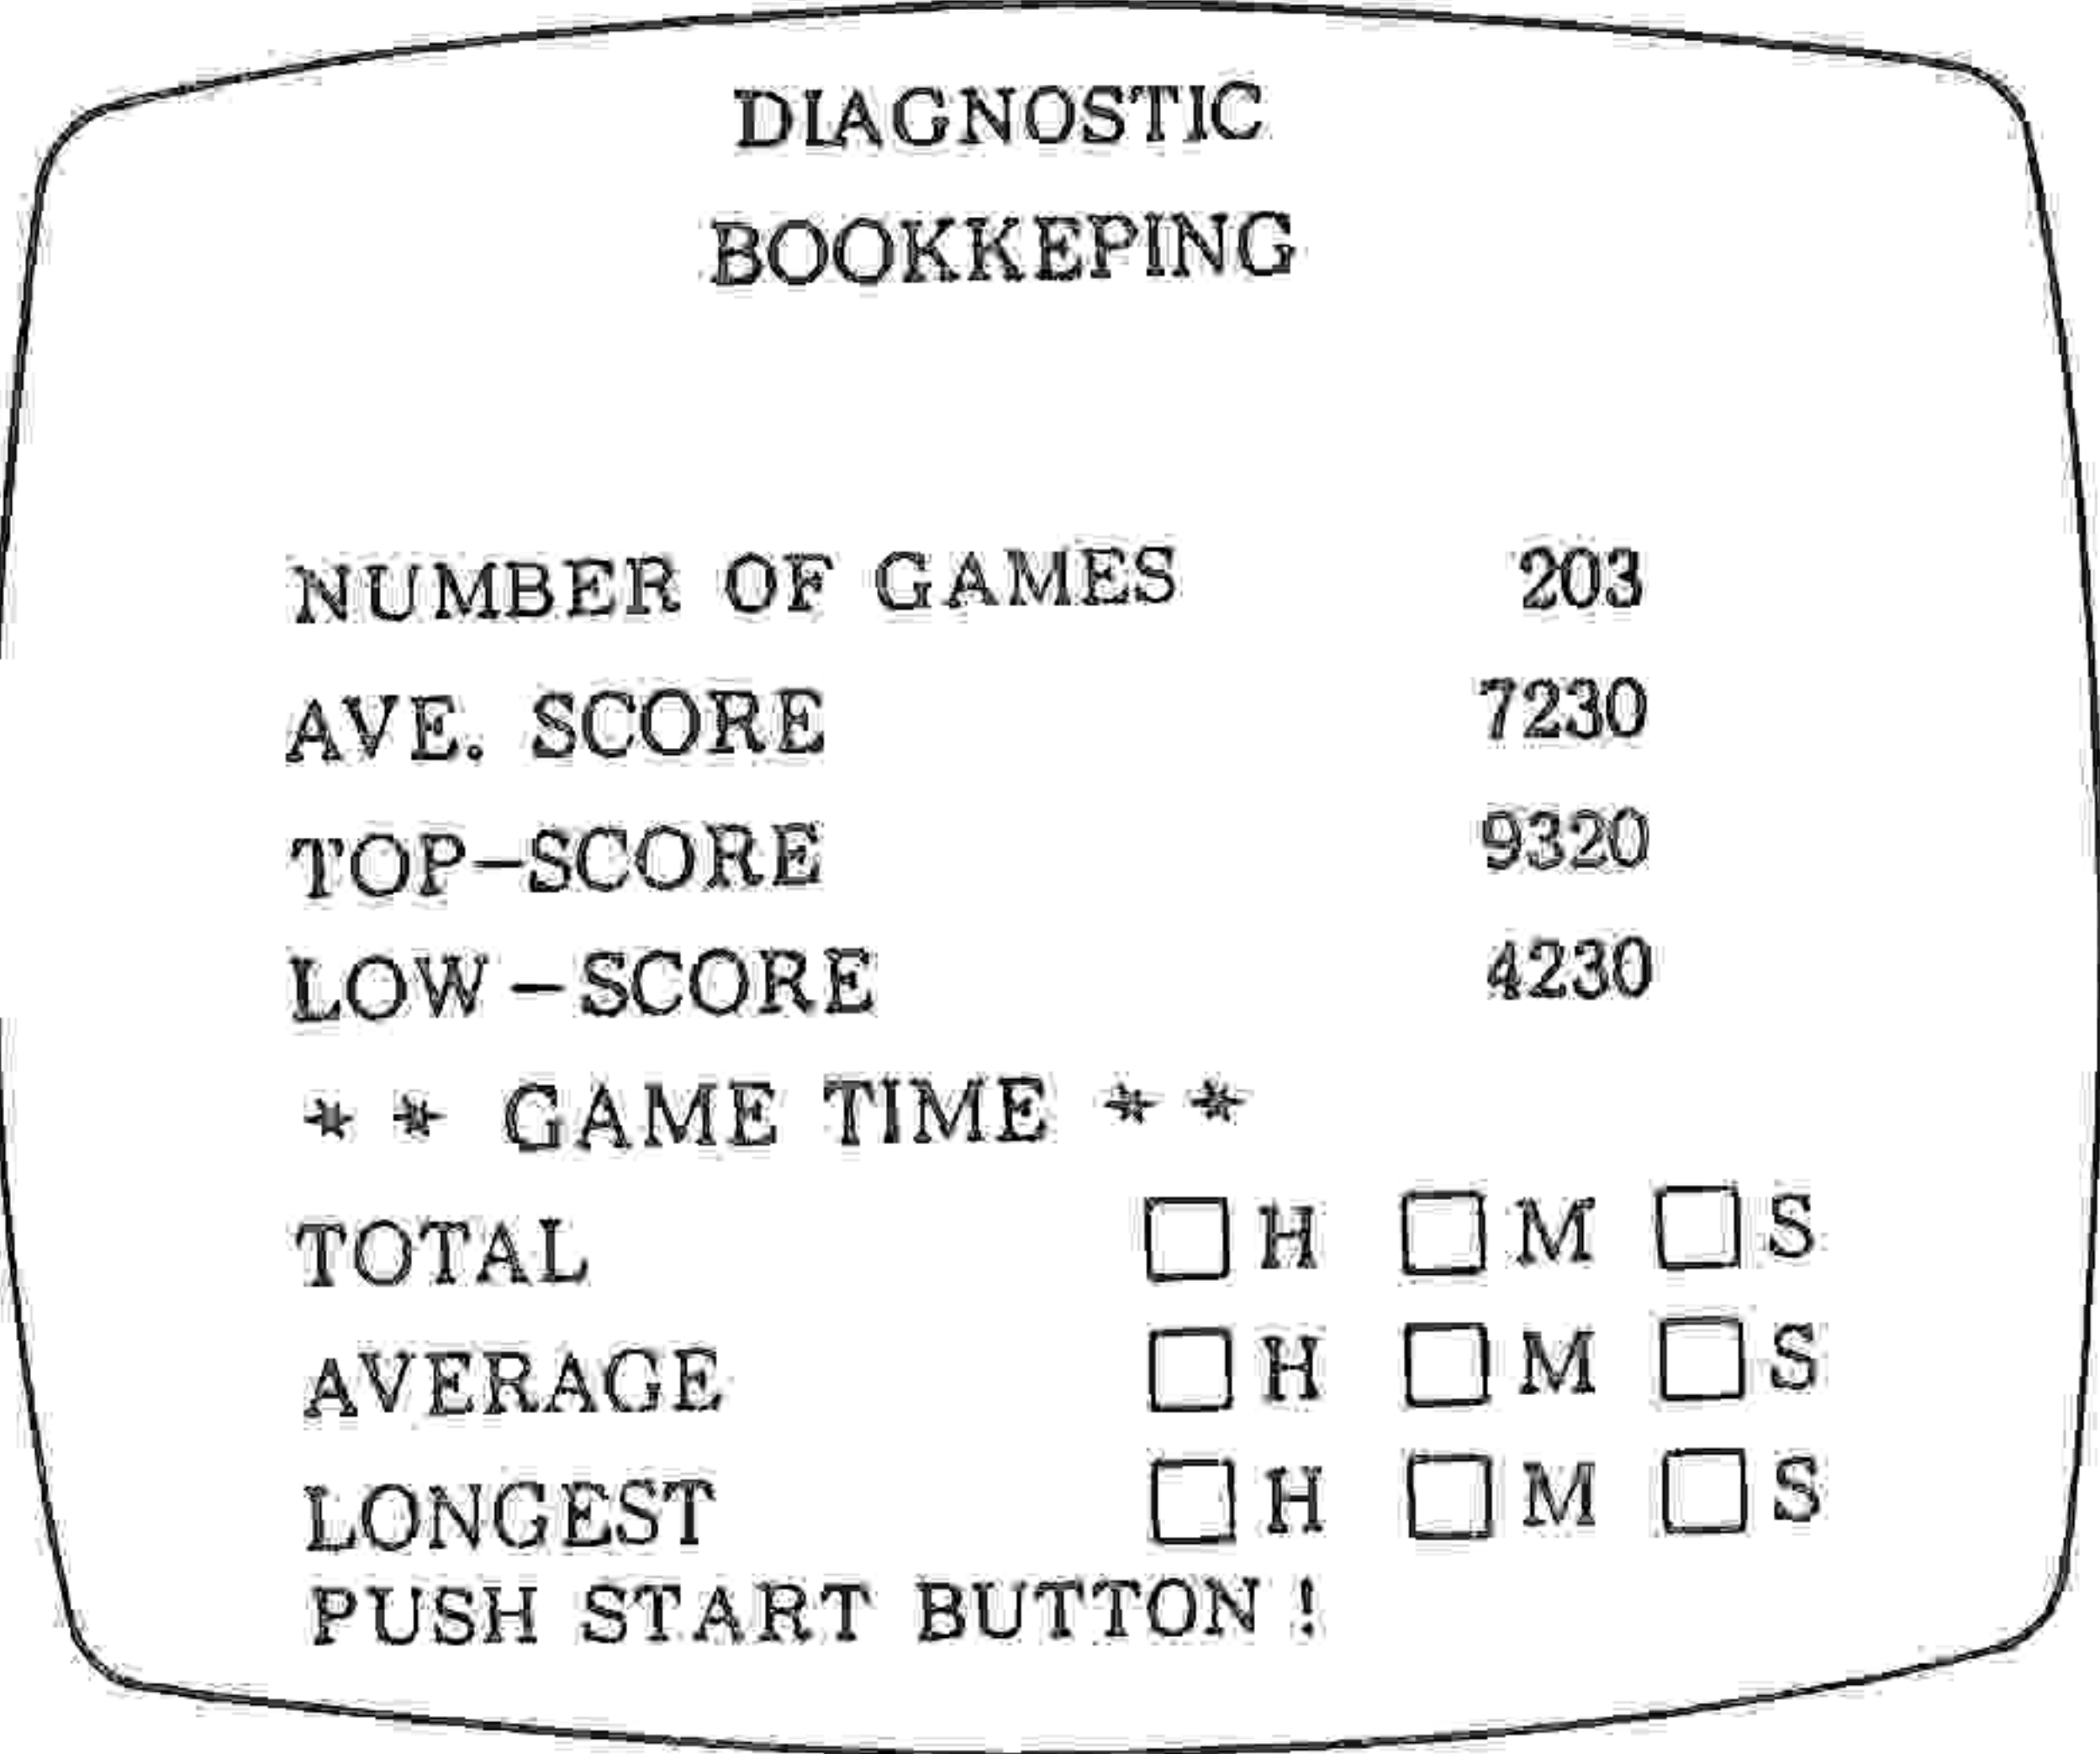 DIAGNOSTIC
BOOKKEPING
NUMBER OF GAMES 203
AVE. SCORE 7230
TOP-SCORE 9320
LOW-SCORE 4230
** GAME TIME **
TOTAL □ H □ M □ S
AVERAGE □ H □ M □ S
LONGEST □ H □ M □ S
PUSH START BUTTON!